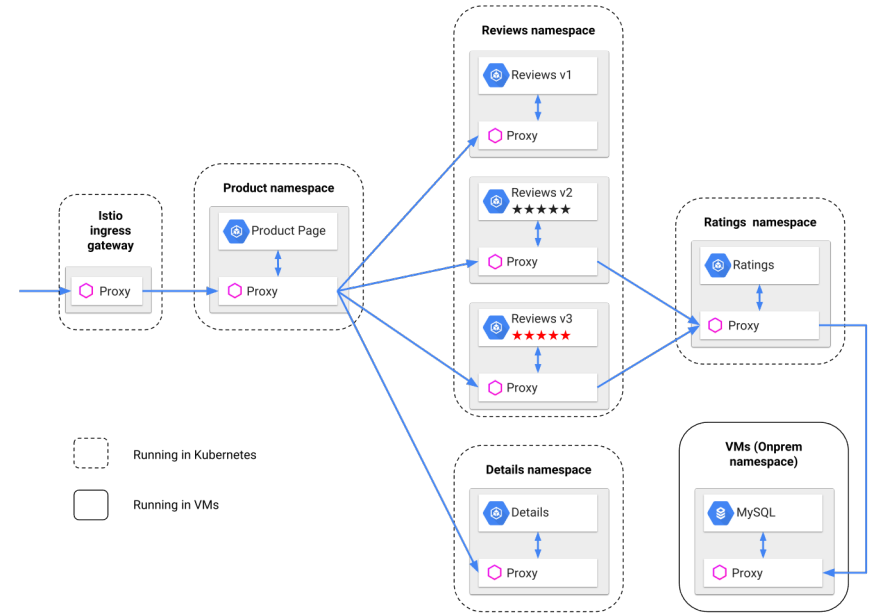 Reviews namespace
Reviews v1
Proxy
Reviews v2
★★★★★
Proxy
Reviews v3
★★★★★
Proxy
Product namespace
Product Page
Proxy
Istio
ingress
gateway
Proxy
Ratings namespace
Ratings
Proxy
Details namespace
Details
Proxy
VMs (Onprem
namespace)
MySQL
Proxy
Running in Kubernetes
Running in VMs